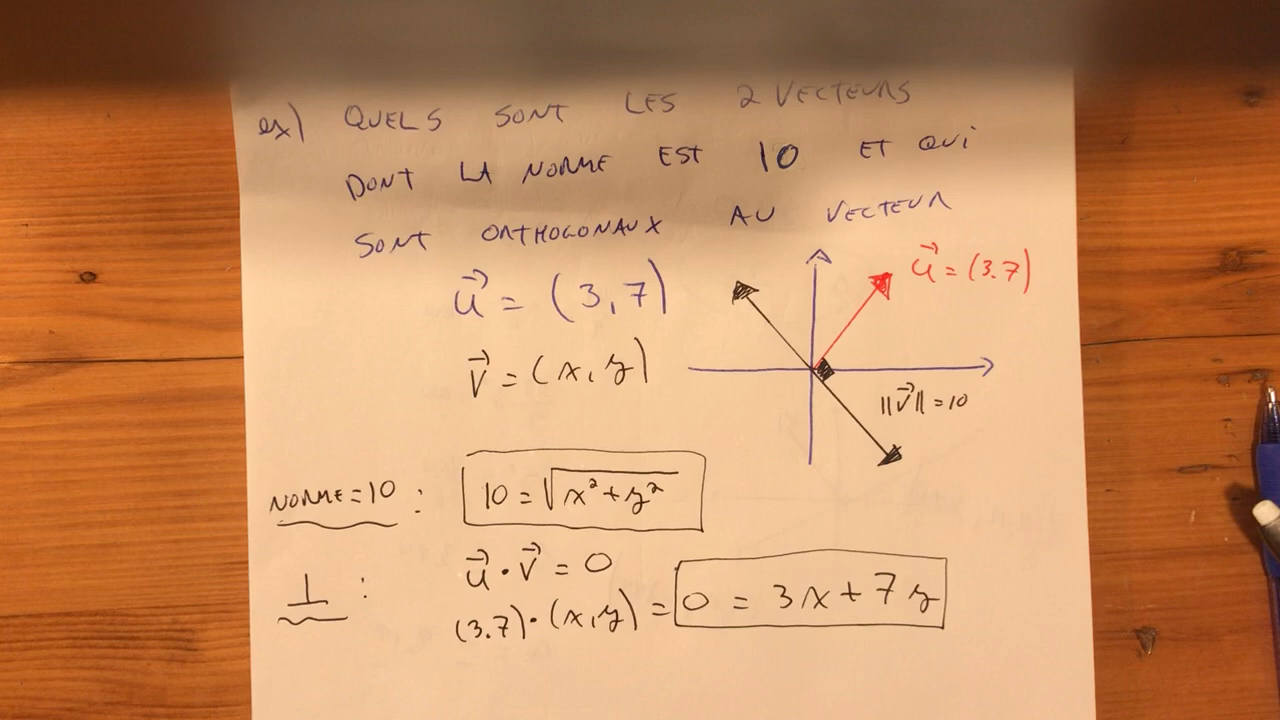 ex) QUELS SONT LES 2 VECTEURS
DONT LA NORME EST 10 ET QUi
SONT ORTHOGONAUX AU VECTEUR
u⃗ = (3,7)
u⃗ = (3.7)
v⃗ = (x,y)
||v⃗|| = 10
NORME = 10 : 10 = √(x² + y²)
⊥ : u⃗ · v⃗ = 0
(3.7) · (x,y) = 0 = 3x + 7y